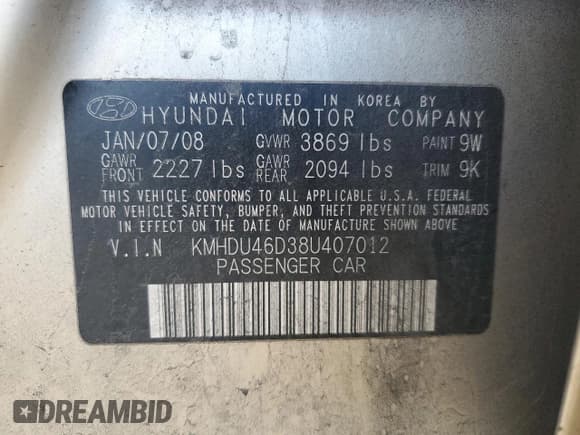 MANUFACTURED IN KOREA BY
HYUNDAI MOTOR COMPANY
JAN/07/08 GVWR 3869 lbs PAINT 9W
GAWR FRONT 2227 lbs GAWR REAR 2094 lbs TRIM 9K
THIS VEHICLE CONFORMS TO ALL APPLICABLE U.S.A. FEDERAL
MOTOR VEHICLE SAFETY, BUMPER, AND THEFT PREVENTION STANDARDS
IN EFFECT ON THE DATE OF MANUFACTURE SHOWN ABOVE
V.I.N KMHDU46D38U407012
PASSENGER CAR
DREAMBID